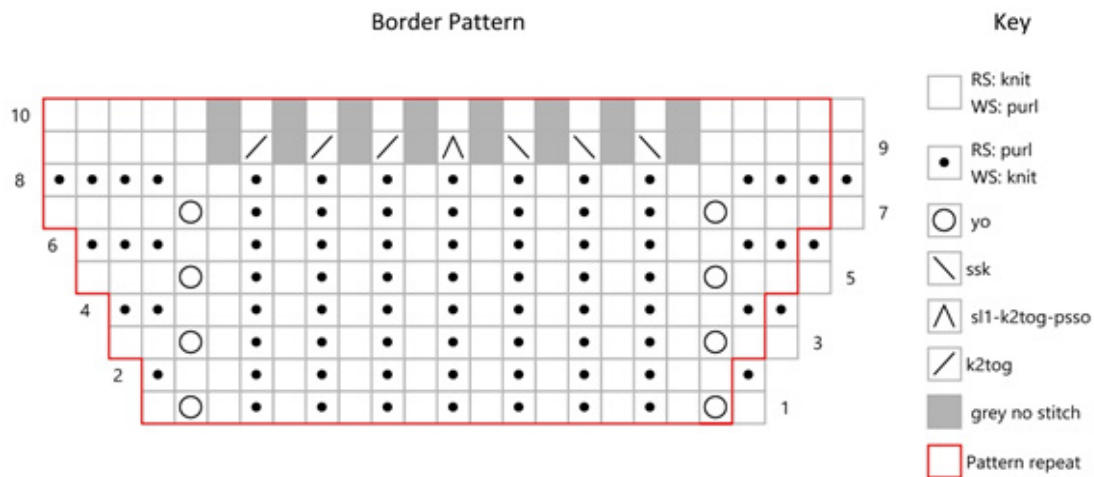 Border Pattern
Key
RS: knit
WS: purl
RS: purl
WS: knit
yo
ssk
sl1-k2tog-psso
k2tog
grey no stitch
Pattern repeat
10
9
8
7
6
5
4
3
2
1